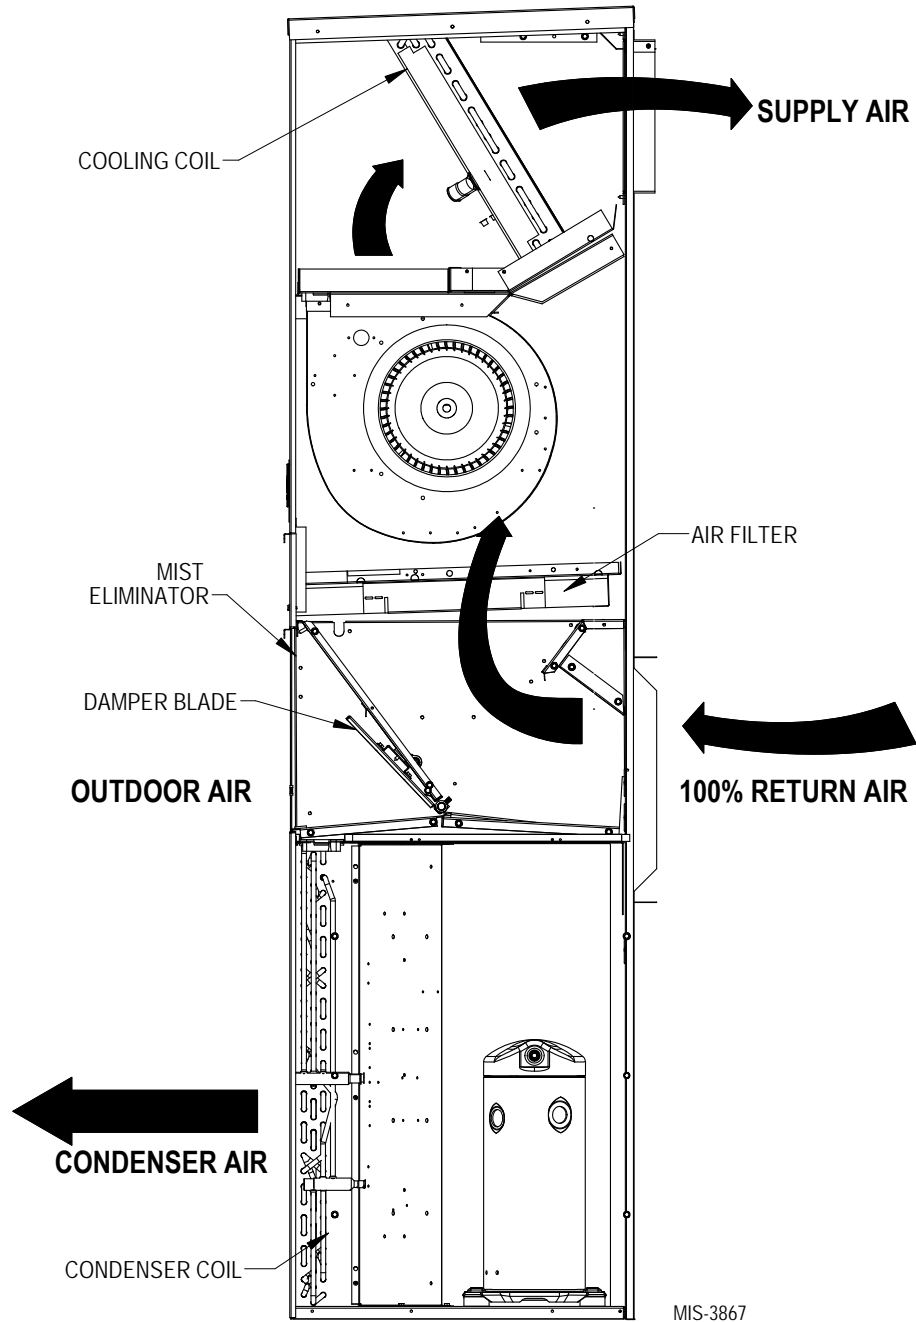 SUPPLY AIR
COOLING COIL
AIR FILTER
MIST
ELIMINATOR
DAMPER BLADE
OUTDOOR AIR
100% RETURN AIR
CONDENSER AIR
CONDENSER COIL
MIS-3867